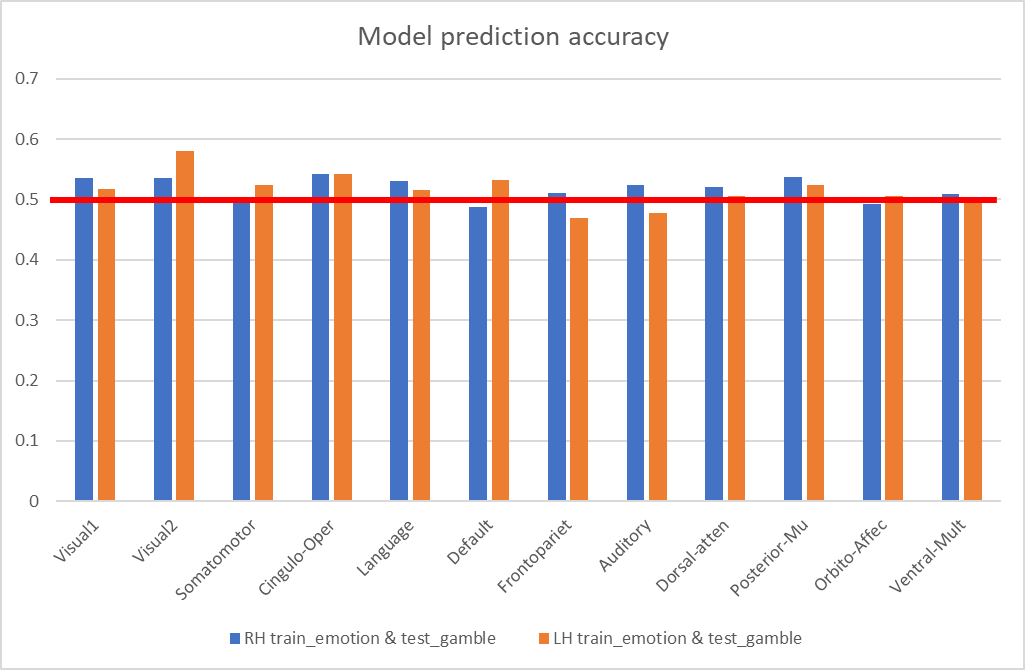 Model prediction accuracy
0.7
0.6
0.5
0.4
0.3
0.2
0.1
0
Visual1
Visual2
Somatomotor
Cingulo-Oper
Language
Default
Frontopariet
Auditory
Dorsal-atten
Posterior-Mu
Orbito-Affec
Ventral-Mult
RH train_emotion & test_gamble
LH train_emotion & test_gamble